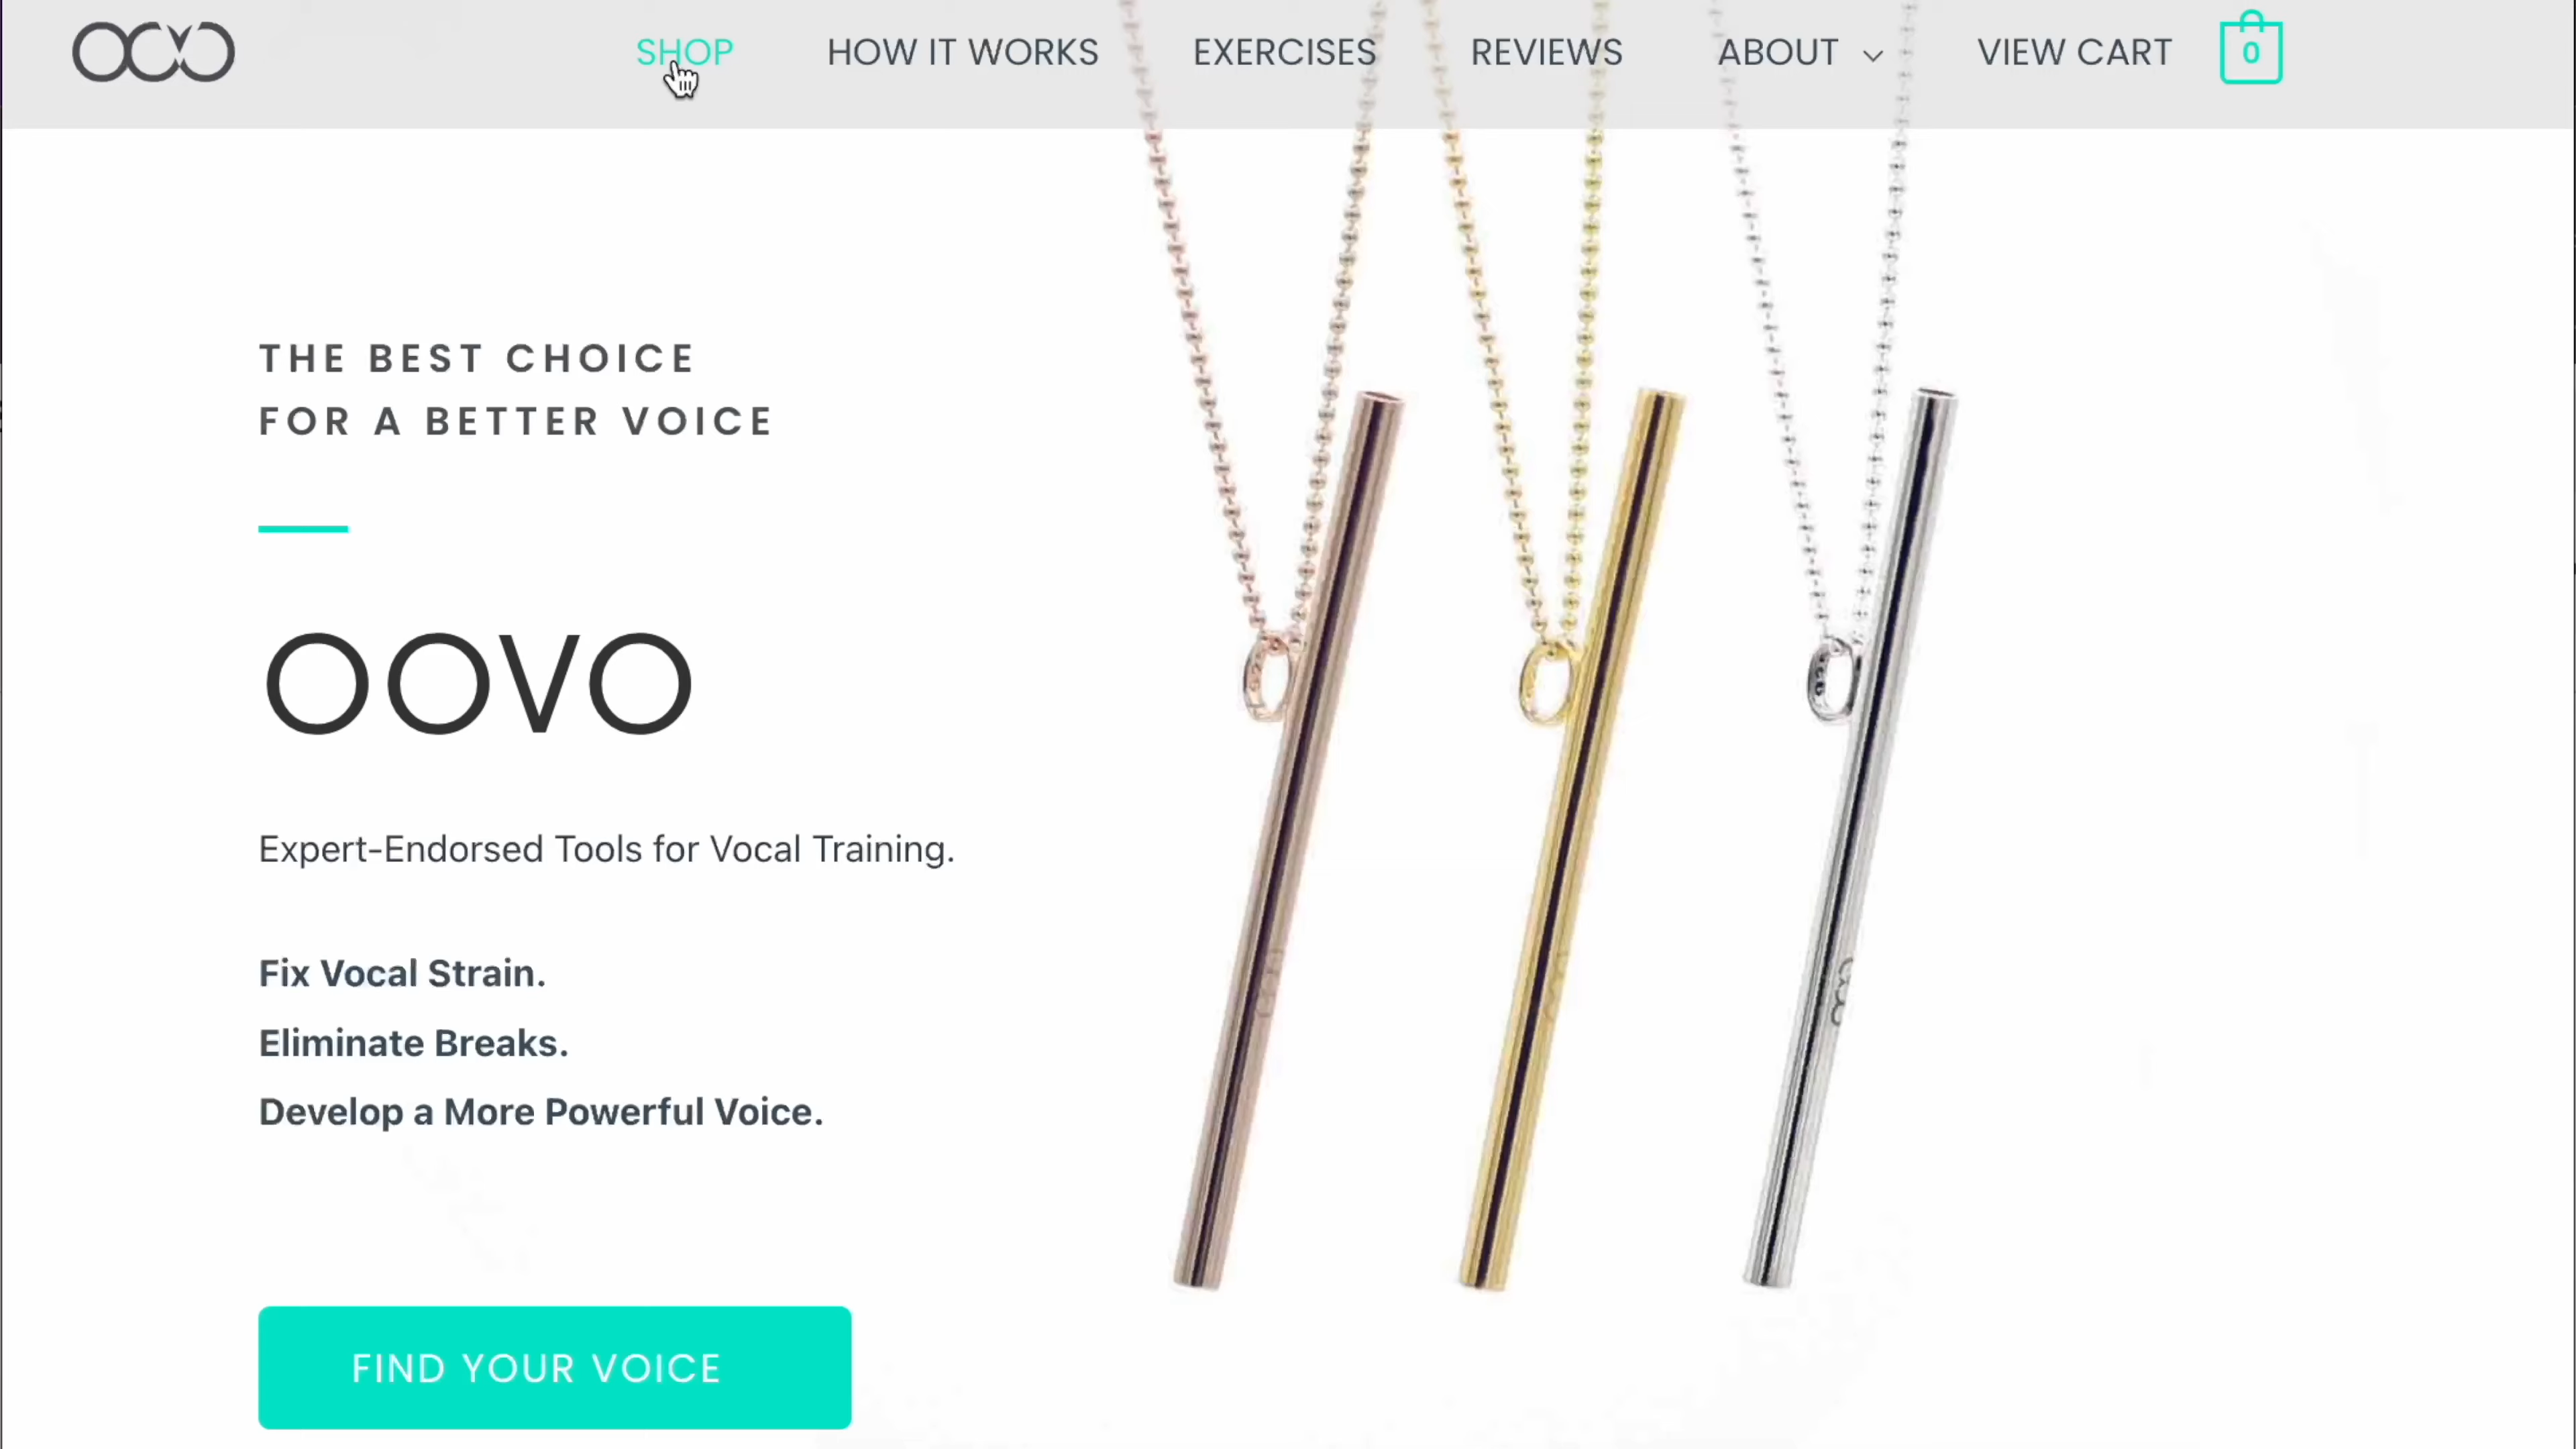 OOVO
SHOP
HOW IT WORKS
EXERCISES
REVIEWS
ABOUT
VIEW CART
0
THE BEST CHOICE
FOR A BETTER VOICE
OOVO
Expert-Endorsed Tools for Vocal Training.
Fix Vocal Strain.
Eliminate Breaks.
Develop a More Powerful Voice.
FIND YOUR VOICE